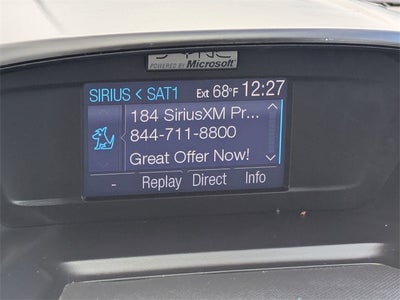 SYNC
POWERED BY Microsoft
SIRIUS < SAT1 Ext 68°F 12:27
184 SiriusXM Pr...
844-711-8800
Great Offer Now!
- Replay Direct Info